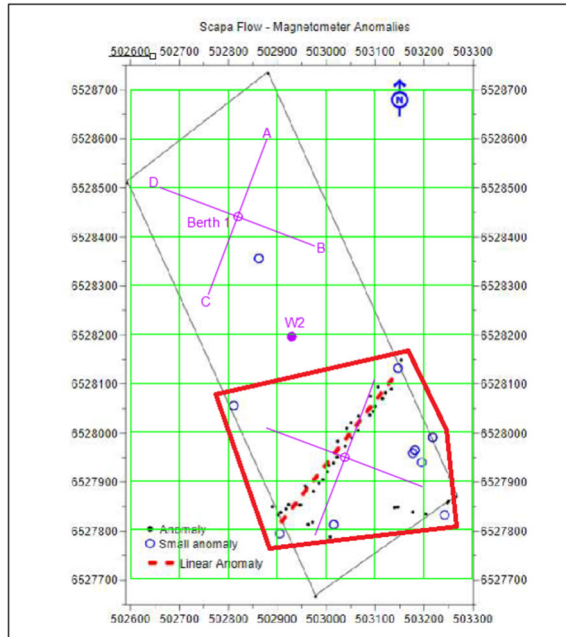 Scapa Flow - Magnetometer Anomalies
502600 502700 502800 502900 503000 503100 503200 503300
6528700 N 6528700
6528600 A 6528600
6528500 D 6528500
Berth 1
6528400 B 6528400
6528300 C 6528300
W2
6528200 6528200
6528100 6528100
6528000 6528000
6527900 6527900
6527800 6527800
Anomaly
Small anomaly
Linear Anomaly
6527700 6527700
502600 502700 502800 502900 503000 503100 503200 503300